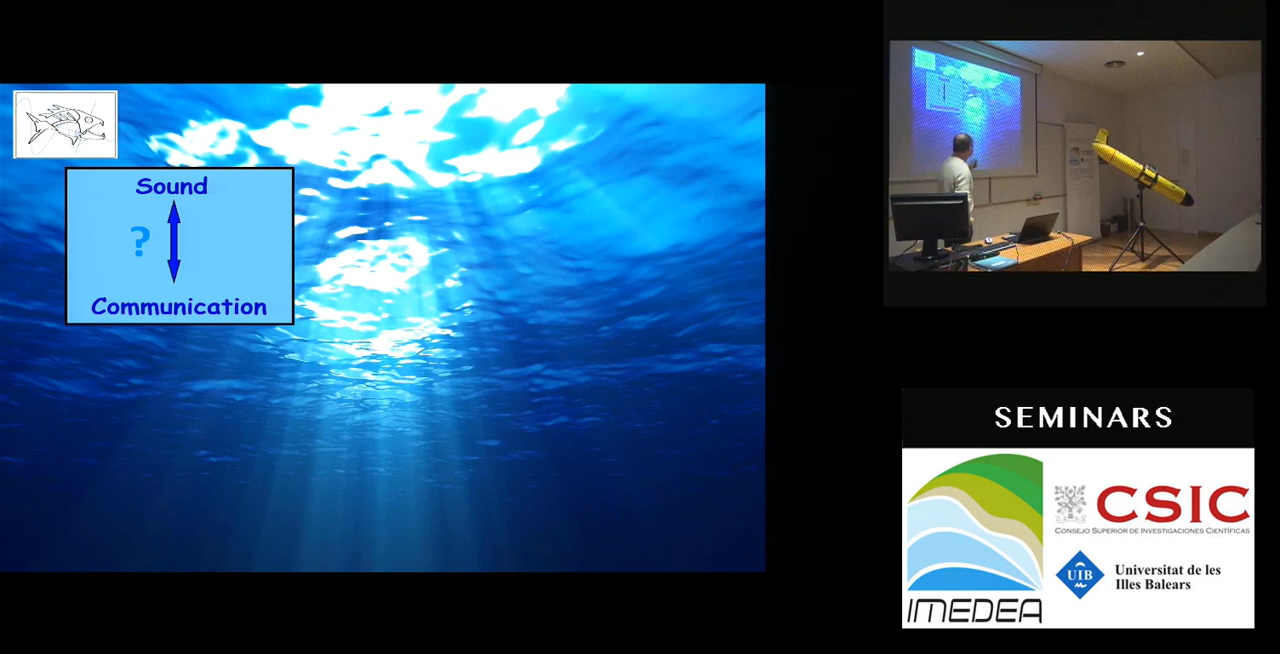 Sound
?
Communication
SEMINARS
CSIC
CONSEJO SUPERIOR DE INVESTIGACIONES CIENTÍFICAS
UIB
Universitat de les
Illes Balears
IMEDEA